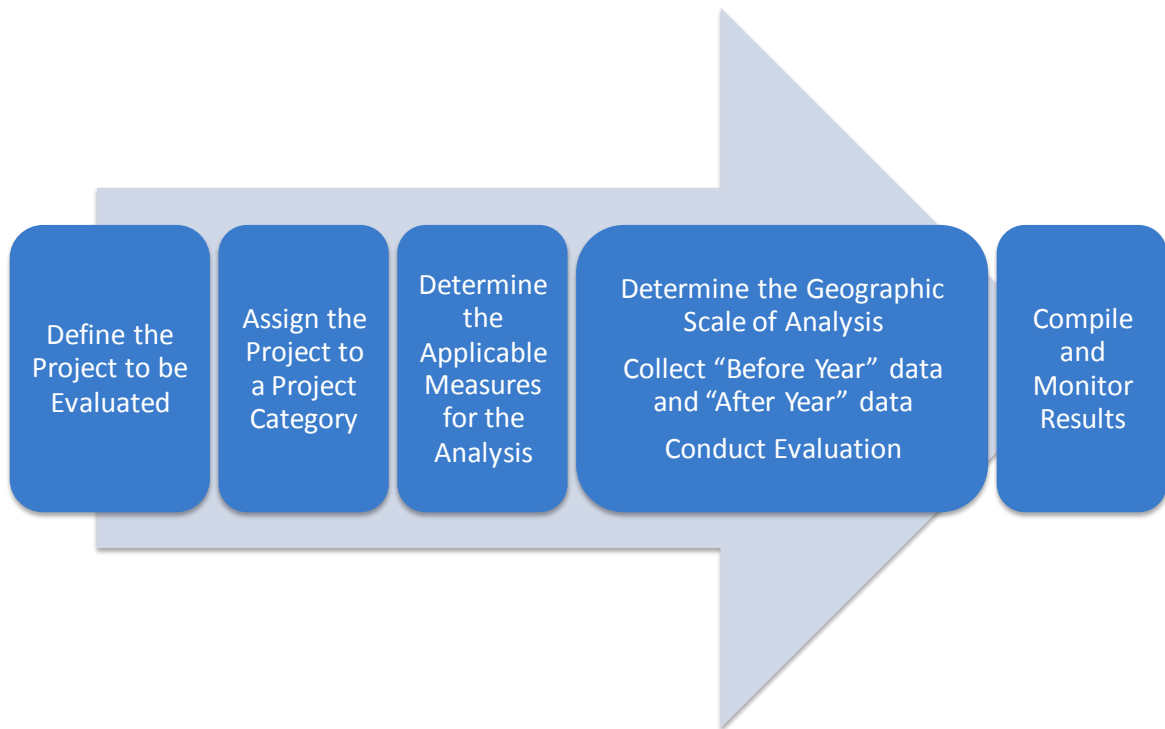 Define the
Project to be
Evaluated
Assign the
Project to
a Project
Category
Determine
the
Applicable
Measures
for the
Analysis
Determine the Geographic
Scale of Analysis
Collect “Before Year” data
and “After Year” data
Conduct Evaluation
Compile
and
Monitor
Results